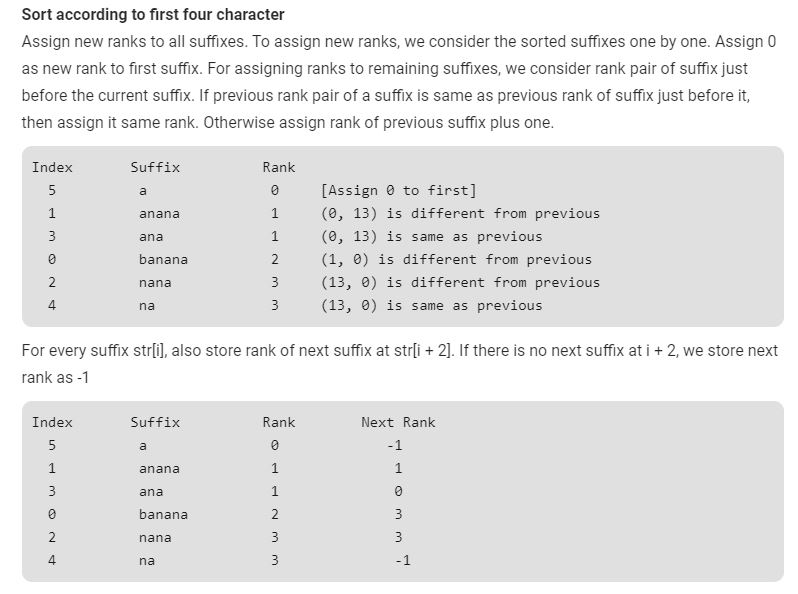 Sort according to first four character
Assign new ranks to all suffixes. To assign new ranks, we consider the sorted suffixes one by one. Assign 0
as new rank to first suffix. For assigning ranks to remaining suffixes, we consider rank pair of suffix just
before the current suffix. If previous rank pair of a suffix is same as previous rank of suffix just before it,
then assign it same rank. Otherwise assign rank of previous suffix plus one.
Index Suffix Rank
5 a 0 [Assign 0 to first]
1 anana 1 (0, 13) is different from previous
3 ana 1 (0, 13) is same as previous
0 banana 2 (1, 0) is different from previous
2 nana 3 (13, 0) is different from previous
4 na 3 (13, 0) is same as previous
For every suffix str[i], also store rank of next suffix at str[i + 2]. If there is no next suffix at i + 2, we store next
rank as -1
Index Suffix Rank Next Rank
5 a 0 -1
1 anana 1 1
3 ana 1 0
0 banana 2 3
2 nana 3 3
4 na 3 -1